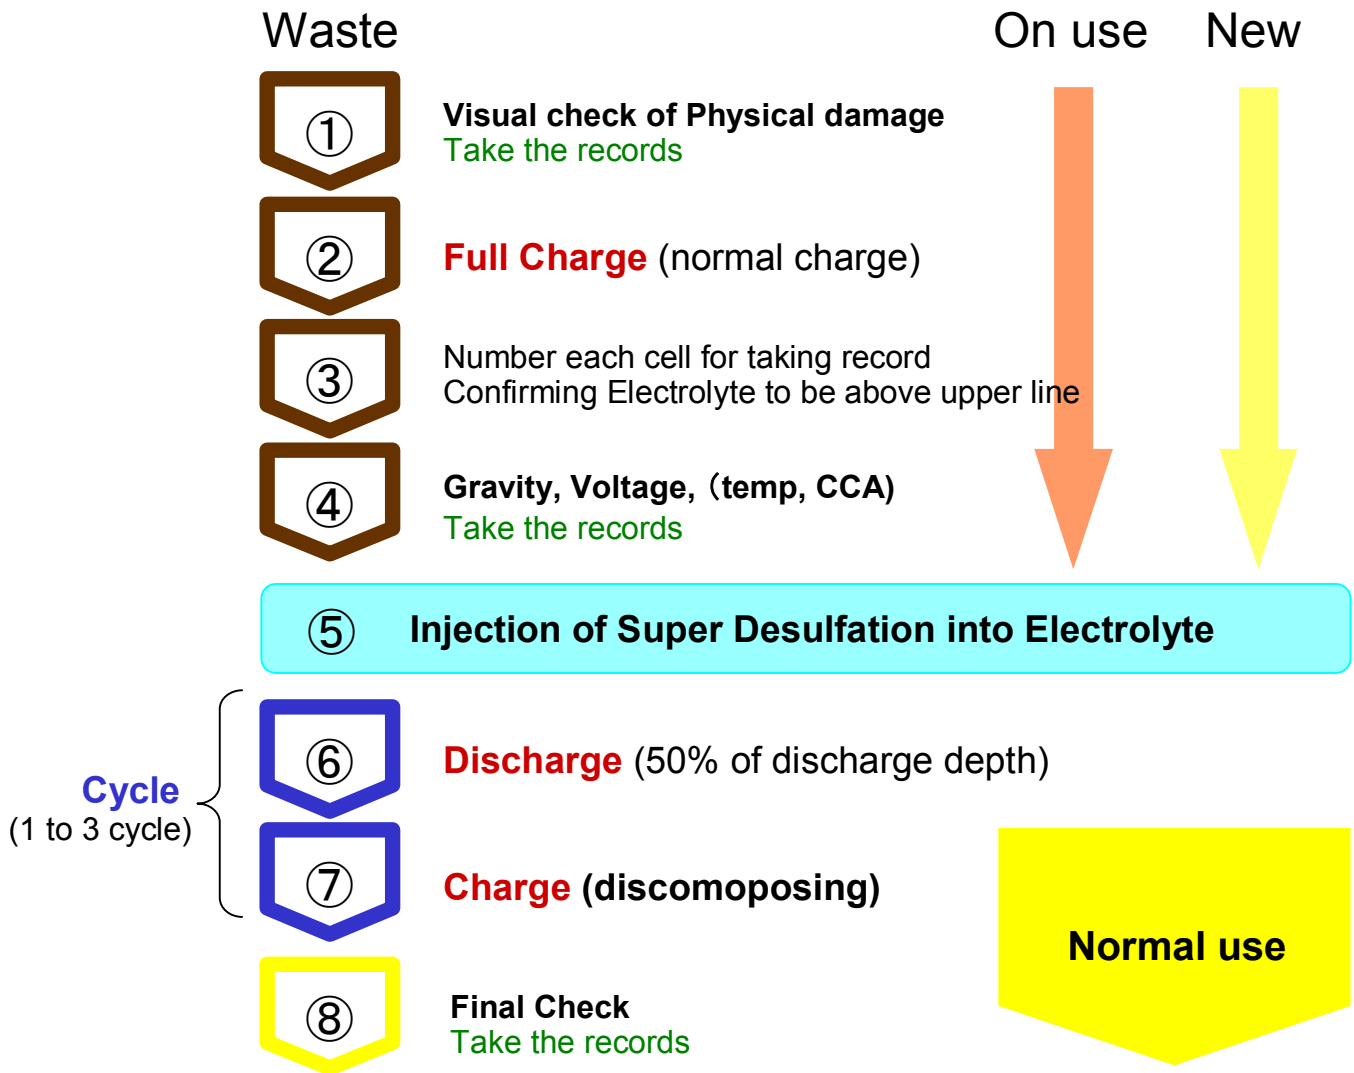 Waste
On use
New
①
Visual check of Physical damage
Take the records
②
Full Charge (normal charge)
③
Number each cell for taking record
Confirming Electrolyte to be above upper line
④
Gravity, Voltage,（temp, CCA)
Take the records
⑤
Injection of Super Desulfation into Electrolyte
Cycle
(1 to 3 cycle)
⑥
Discharge (50% of discharge depth)
⑦
Charge (discomoposing)
Normal use
⑧
Final Check
Take the records